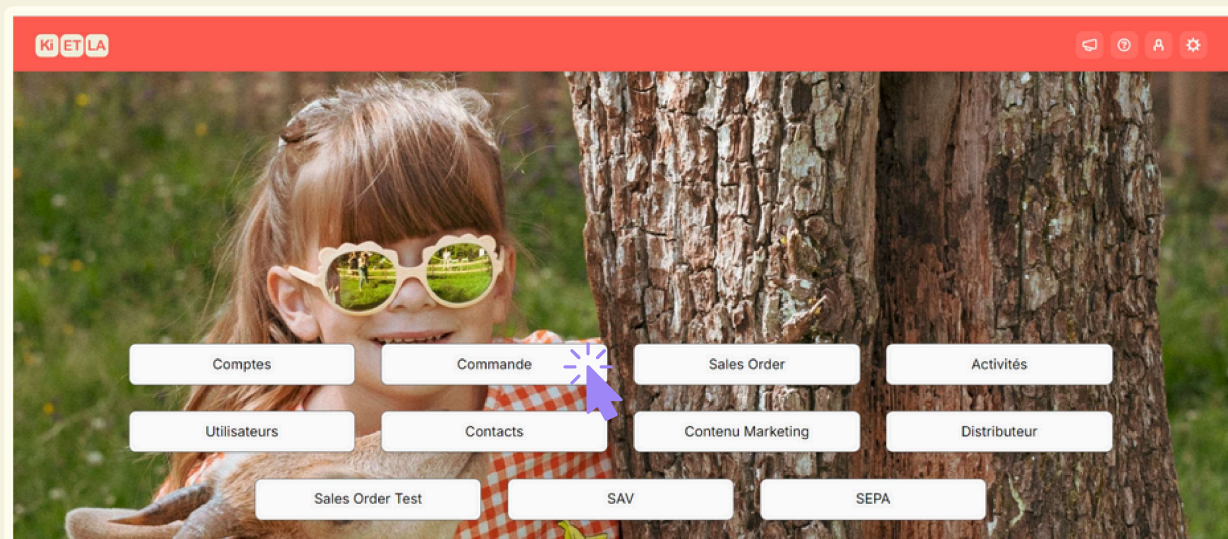 Ki ET LA
Comptes Commande Sales Order Activités
Utilisateurs Contacts Contenu Marketing Distributeur
Sales Order Test SAV SEPA